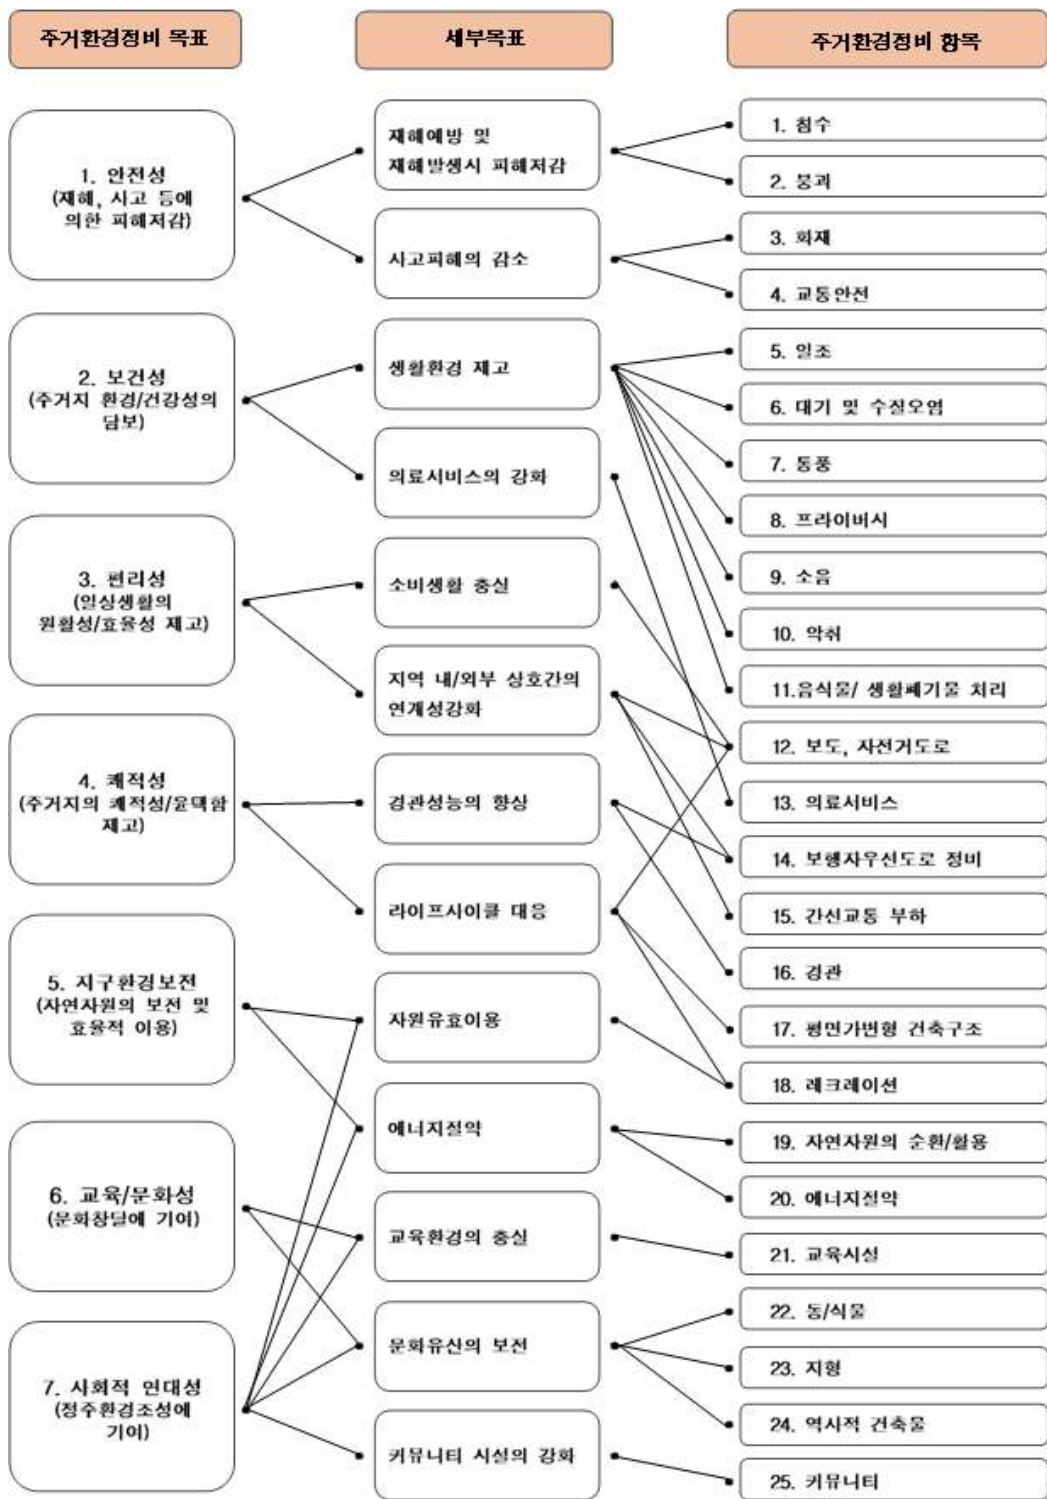 주거환경정비 목표
세부목표
주거환경정비 항목
1. 안전성
(재해, 사고 등에
의한 피해저감)
2. 보건성
(주거지 환경/건강성의
담보)
3. 편리성
(일상생활의
원활성/효율성 재고)
4. 쾌적성
(주거지의 쾌적성/윤택함
재고)
5. 지구환경보전
(자연자원의 보전 및
효율적 이용)
6. 교육/문화성
(문화창달에 기여)
7. 사회적 연대성
(정주환경조성에
기여)
재해예방 및
재해발생시 피해저감
사고피해의 감소
생활환경 재고
의료서비스의 강화
소비생활 충실
지역 내/외부 상호간의
연계성강화
경관성능의 향상
라이프사이클 대응
자원유효이용
에너지절약
교육환경의 충실
문화유산의 보전
커뮤니티 시설의 강화
1. 침수
2. 붕괴
3. 화재
4. 교통안전
5. 일조
6. 대기 및 수질오염
7. 통풍
8. 프라이버시
9. 소음
10. 악취
11.음식물/ 생활폐기물 처리
12. 보도, 자전거도로
13. 의료서비스
14. 보행자우선도로 정비
15. 간선교통 부하
16. 경관
17. 평면가변형 건축구조
18. 레크레이션
19. 자연자원의 순환/활용
20. 에너지절약
21. 교육시설
22. 동/식물
23. 지형
24. 역사적 건축물
25. 커뮤니티